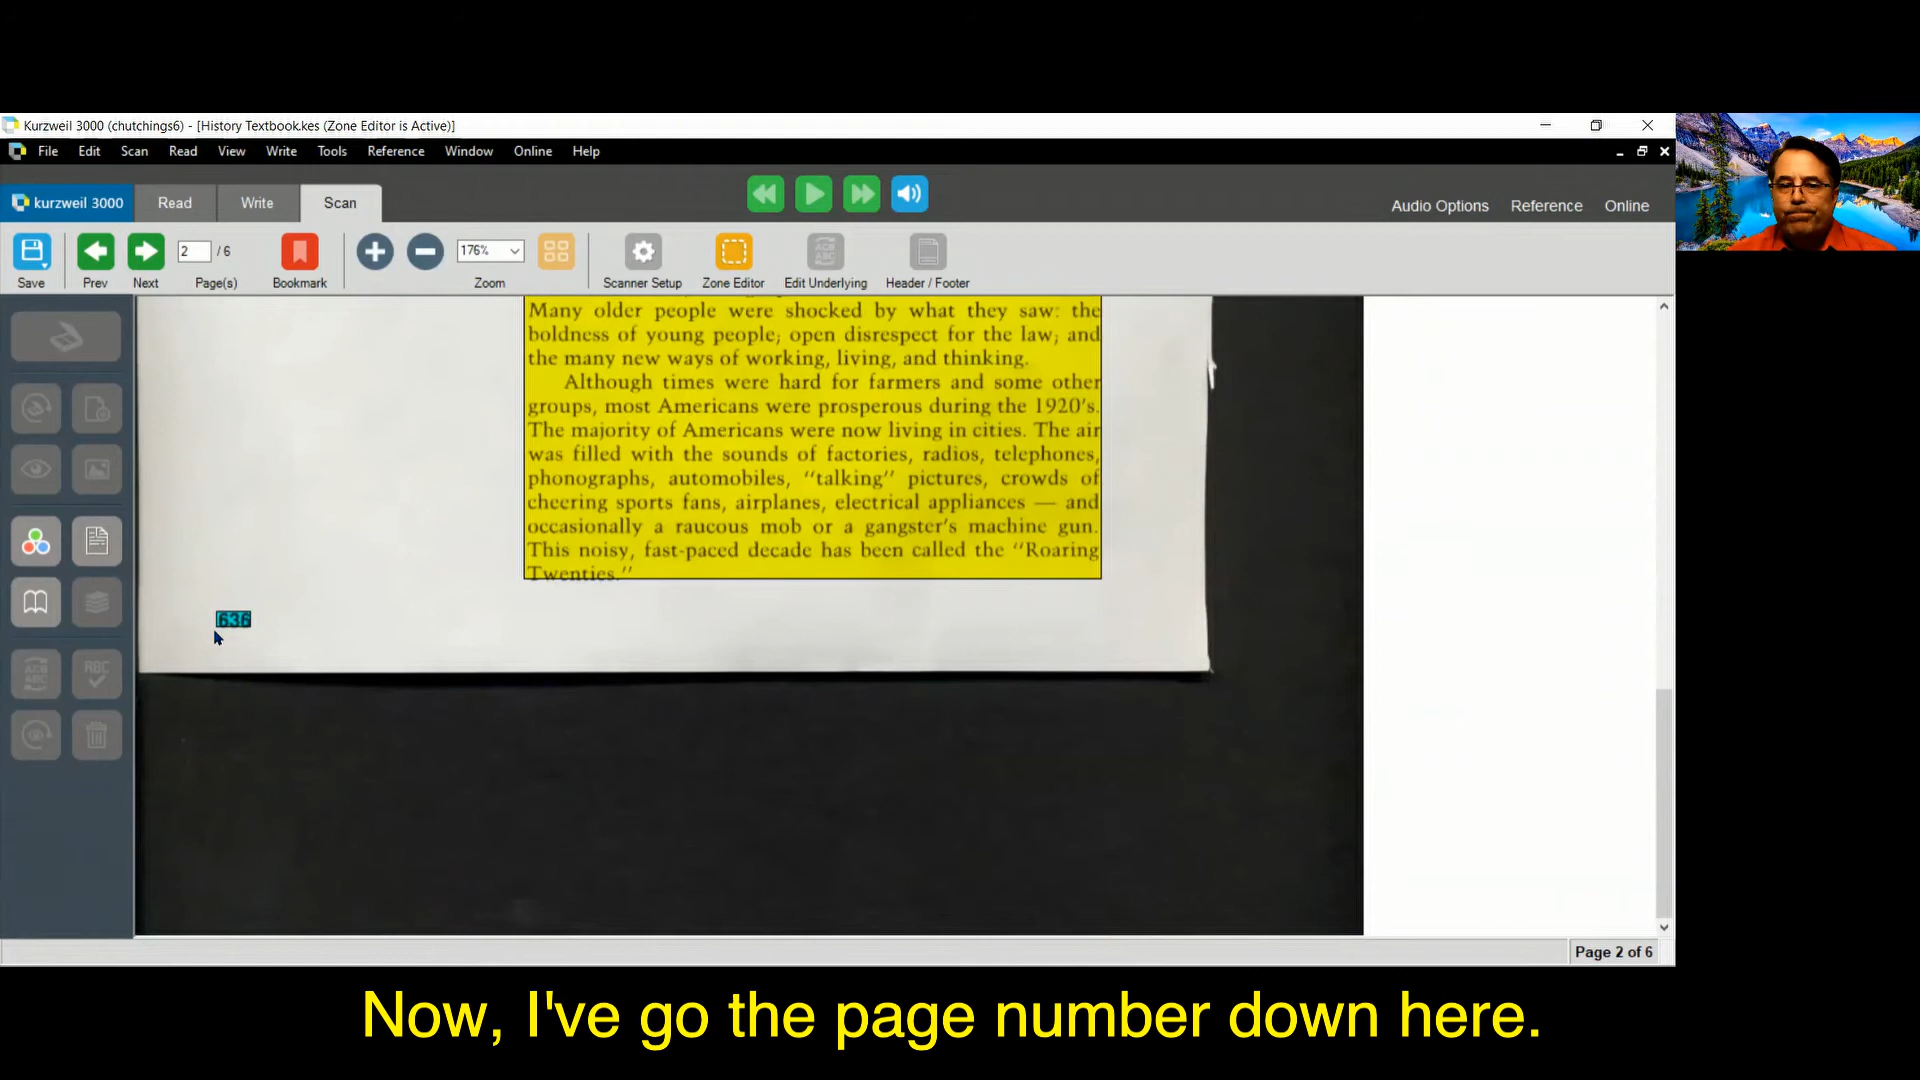 Kurzweil 3000 (chutchings6) - [History Textbook.kes (Zone Editor is Active)]
File Edit Scan Read View Write Tools Reference Window Online Help
kurzweil 3000 Read Write Scan
Audio Options Reference Online
2 / 6 176%
Save Prev Next Page(s) Bookmark Zoom Scanner Setup Zone Editor Edit Underlying Header / Footer
Many older people were shocked by what they saw: the
boldness of young people; open disrespect for the law; and
the many new ways of working, living, and thinking.
Although times were hard for farmers and some other
groups, most Americans were prosperous during the 1920's.
The majority of Americans were now living in cities. The air
was filled with the sounds of factories, radios, telephones,
phonographs, automobiles, "talking" pictures, crowds of
cheering sports fans, airplanes, electrical appliances — and
occasionally a raucous mob or a gangster's machine gun.
This noisy, fast-paced decade has been called the "Roaring
Twenties."
636
Page 2 of 6
Now, I've go the page number down here.